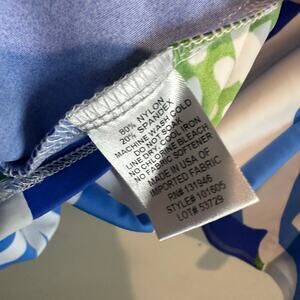 80% NYLON
20% SPANDEX
MACHINE WASH COLD
DO NOT SOAK
LINE DRY COOL IRON
NO CHLORINE BLEACH
NO FABRIC SOFTENER
MADE IN USA OF
IMPORTED FABRIC
RN# 131946
STYLE# 101605
LOT# 53729